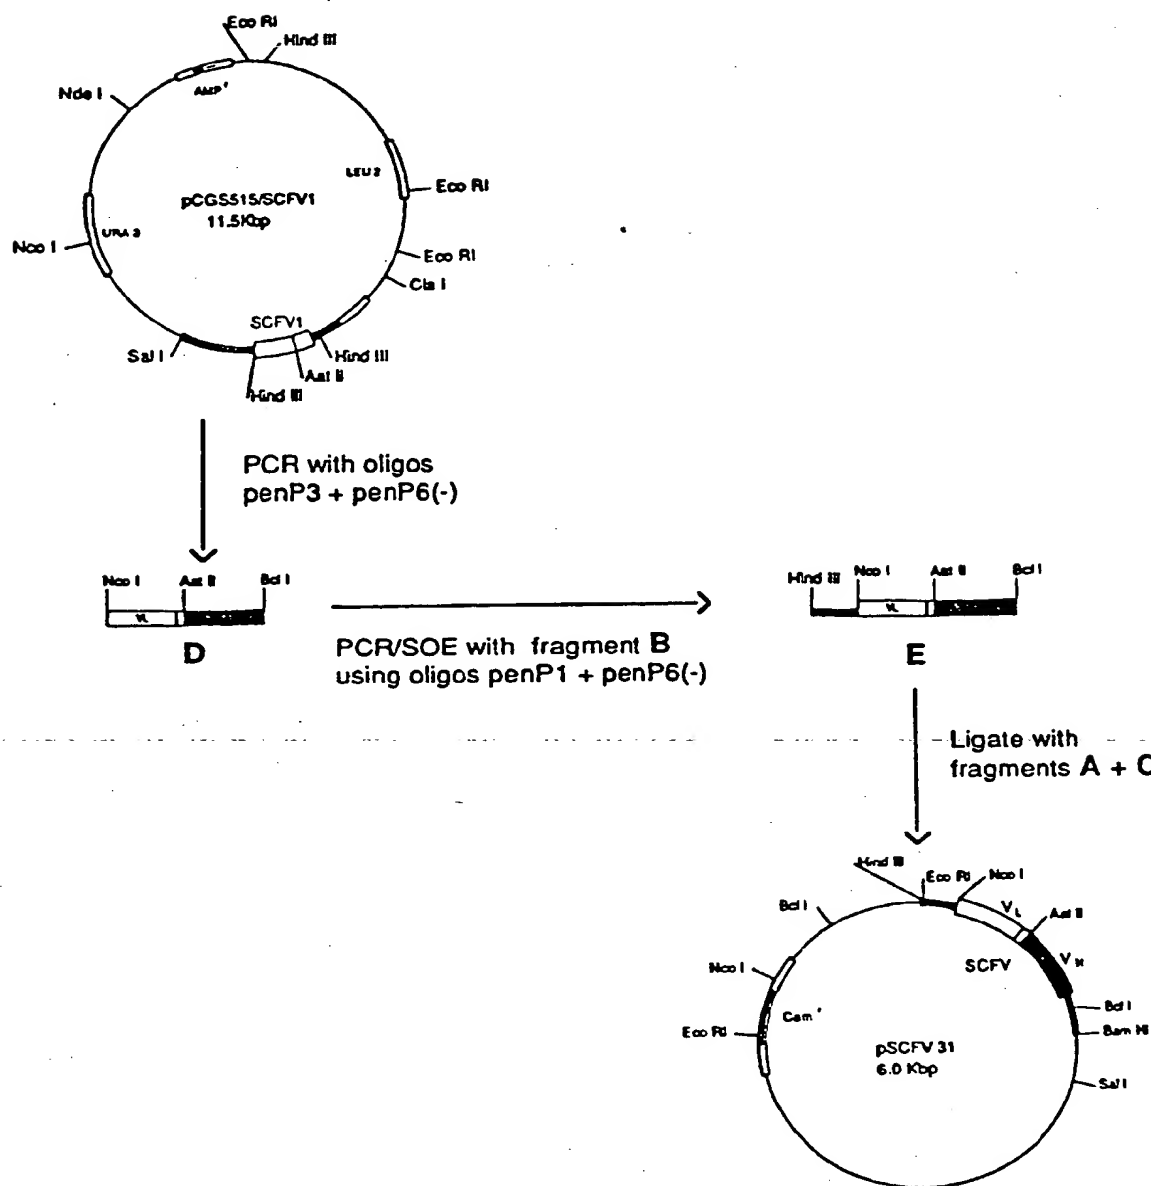 Eco RI
Hind III
AMP r
Nde I
LEU 2
pCGS515/SCFV1
11.5Kbp
Eco RI
URA 3
Nco I
Eco RI
Cla I
SCFV1
Sal I
Hind III
Aat II
Hind III
PCR with oligos
penP3 + penP6(-)
Nco I
Aat II
Bcl I
VL
D
PCR/SOE with fragment B
using oligos penP1 + penP6(-)
Hind III
Nco I
Aat II
Bcl I
VL
E
Ligate with
fragments A + C
Hind III
Eco RI
Nco I
Bcl I
VL
Aat II
Nco I
SCFV
VH
Cam r
Bcl I
Eco RI
Bam HI
pSCFV 31
6.0 Kbp
Sal I